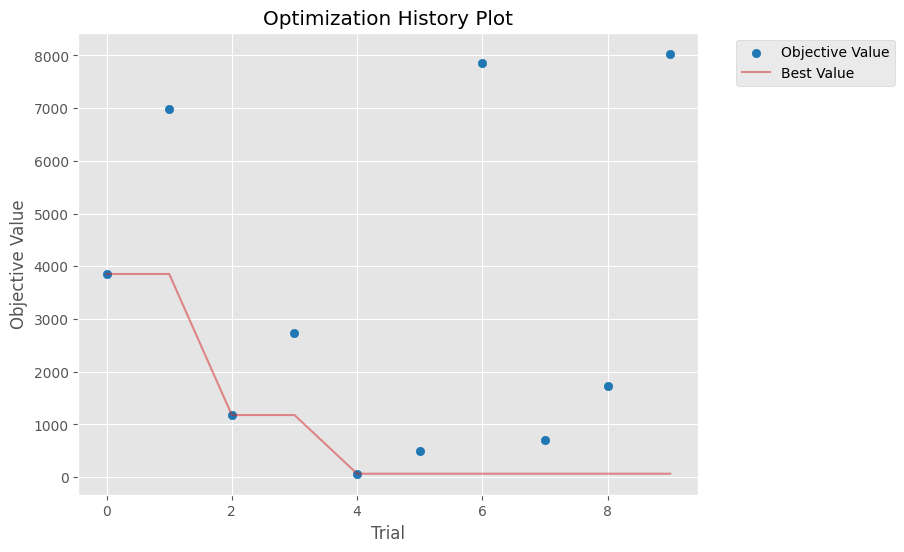 Optimization History Plot
Objective Value
Best Value
8000
7000
6000
5000
4000
3000
2000
1000
0
Objective Value
0 2 4 6 8
Trial